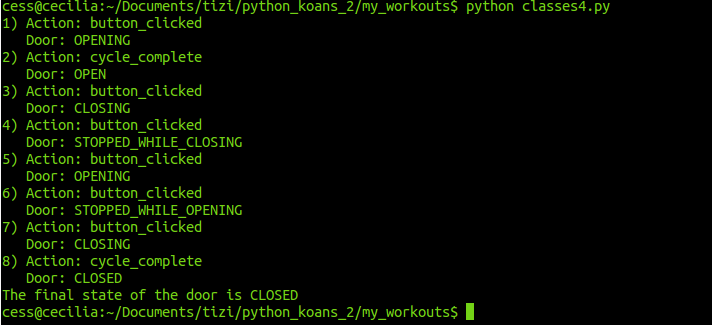 cess@cecilia:~/Documents/tizi/python_koans_2/my_workouts$ python classes4.py
1) Action: button_clicked
   Door: OPENING
2) Action: cycle_complete
   Door: OPEN
3) Action: button_clicked
   Door: CLOSING
4) Action: button_clicked
   Door: STOPPED_WHILE_CLOSING
5) Action: button_clicked
   Door: OPENING
6) Action: button_clicked
   Door: STOPPED_WHILE_OPENING
7) Action: button_clicked
   Door: CLOSING
8) Action: cycle_complete
   Door: CLOSED
The final state of the door is CLOSED
cess@cecilia:~/Documents/tizi/python_koans_2/my_workouts$